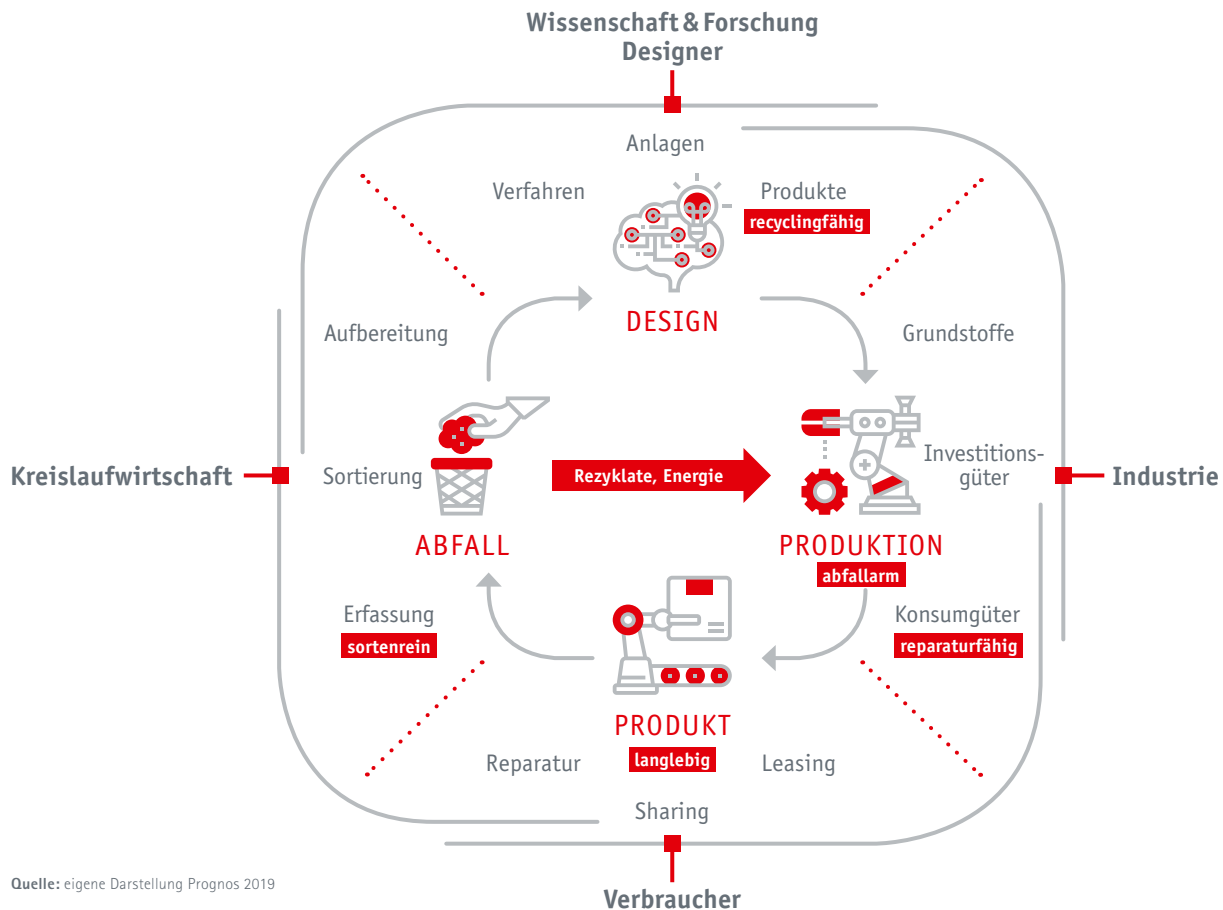 Wissenschaft & Forschung
Designer
Anlagen
Verfahren
Produkte
recyclingfähig
DESIGN
Aufbereitung
Grundstoffe
Kreislaufwirtschaft
Sortierung
Rezyklate, Energie
Investitions-
güter
Industrie
ABFALL
PRODUKTION
abfallarm
Erfassung
sortenrein
Konsumgüter
reparaturfähig
PRODUKT
langlebig
Reparatur
Leasing
Sharing
Quelle: eigene Darstellung Prognos 2019
Verbraucher